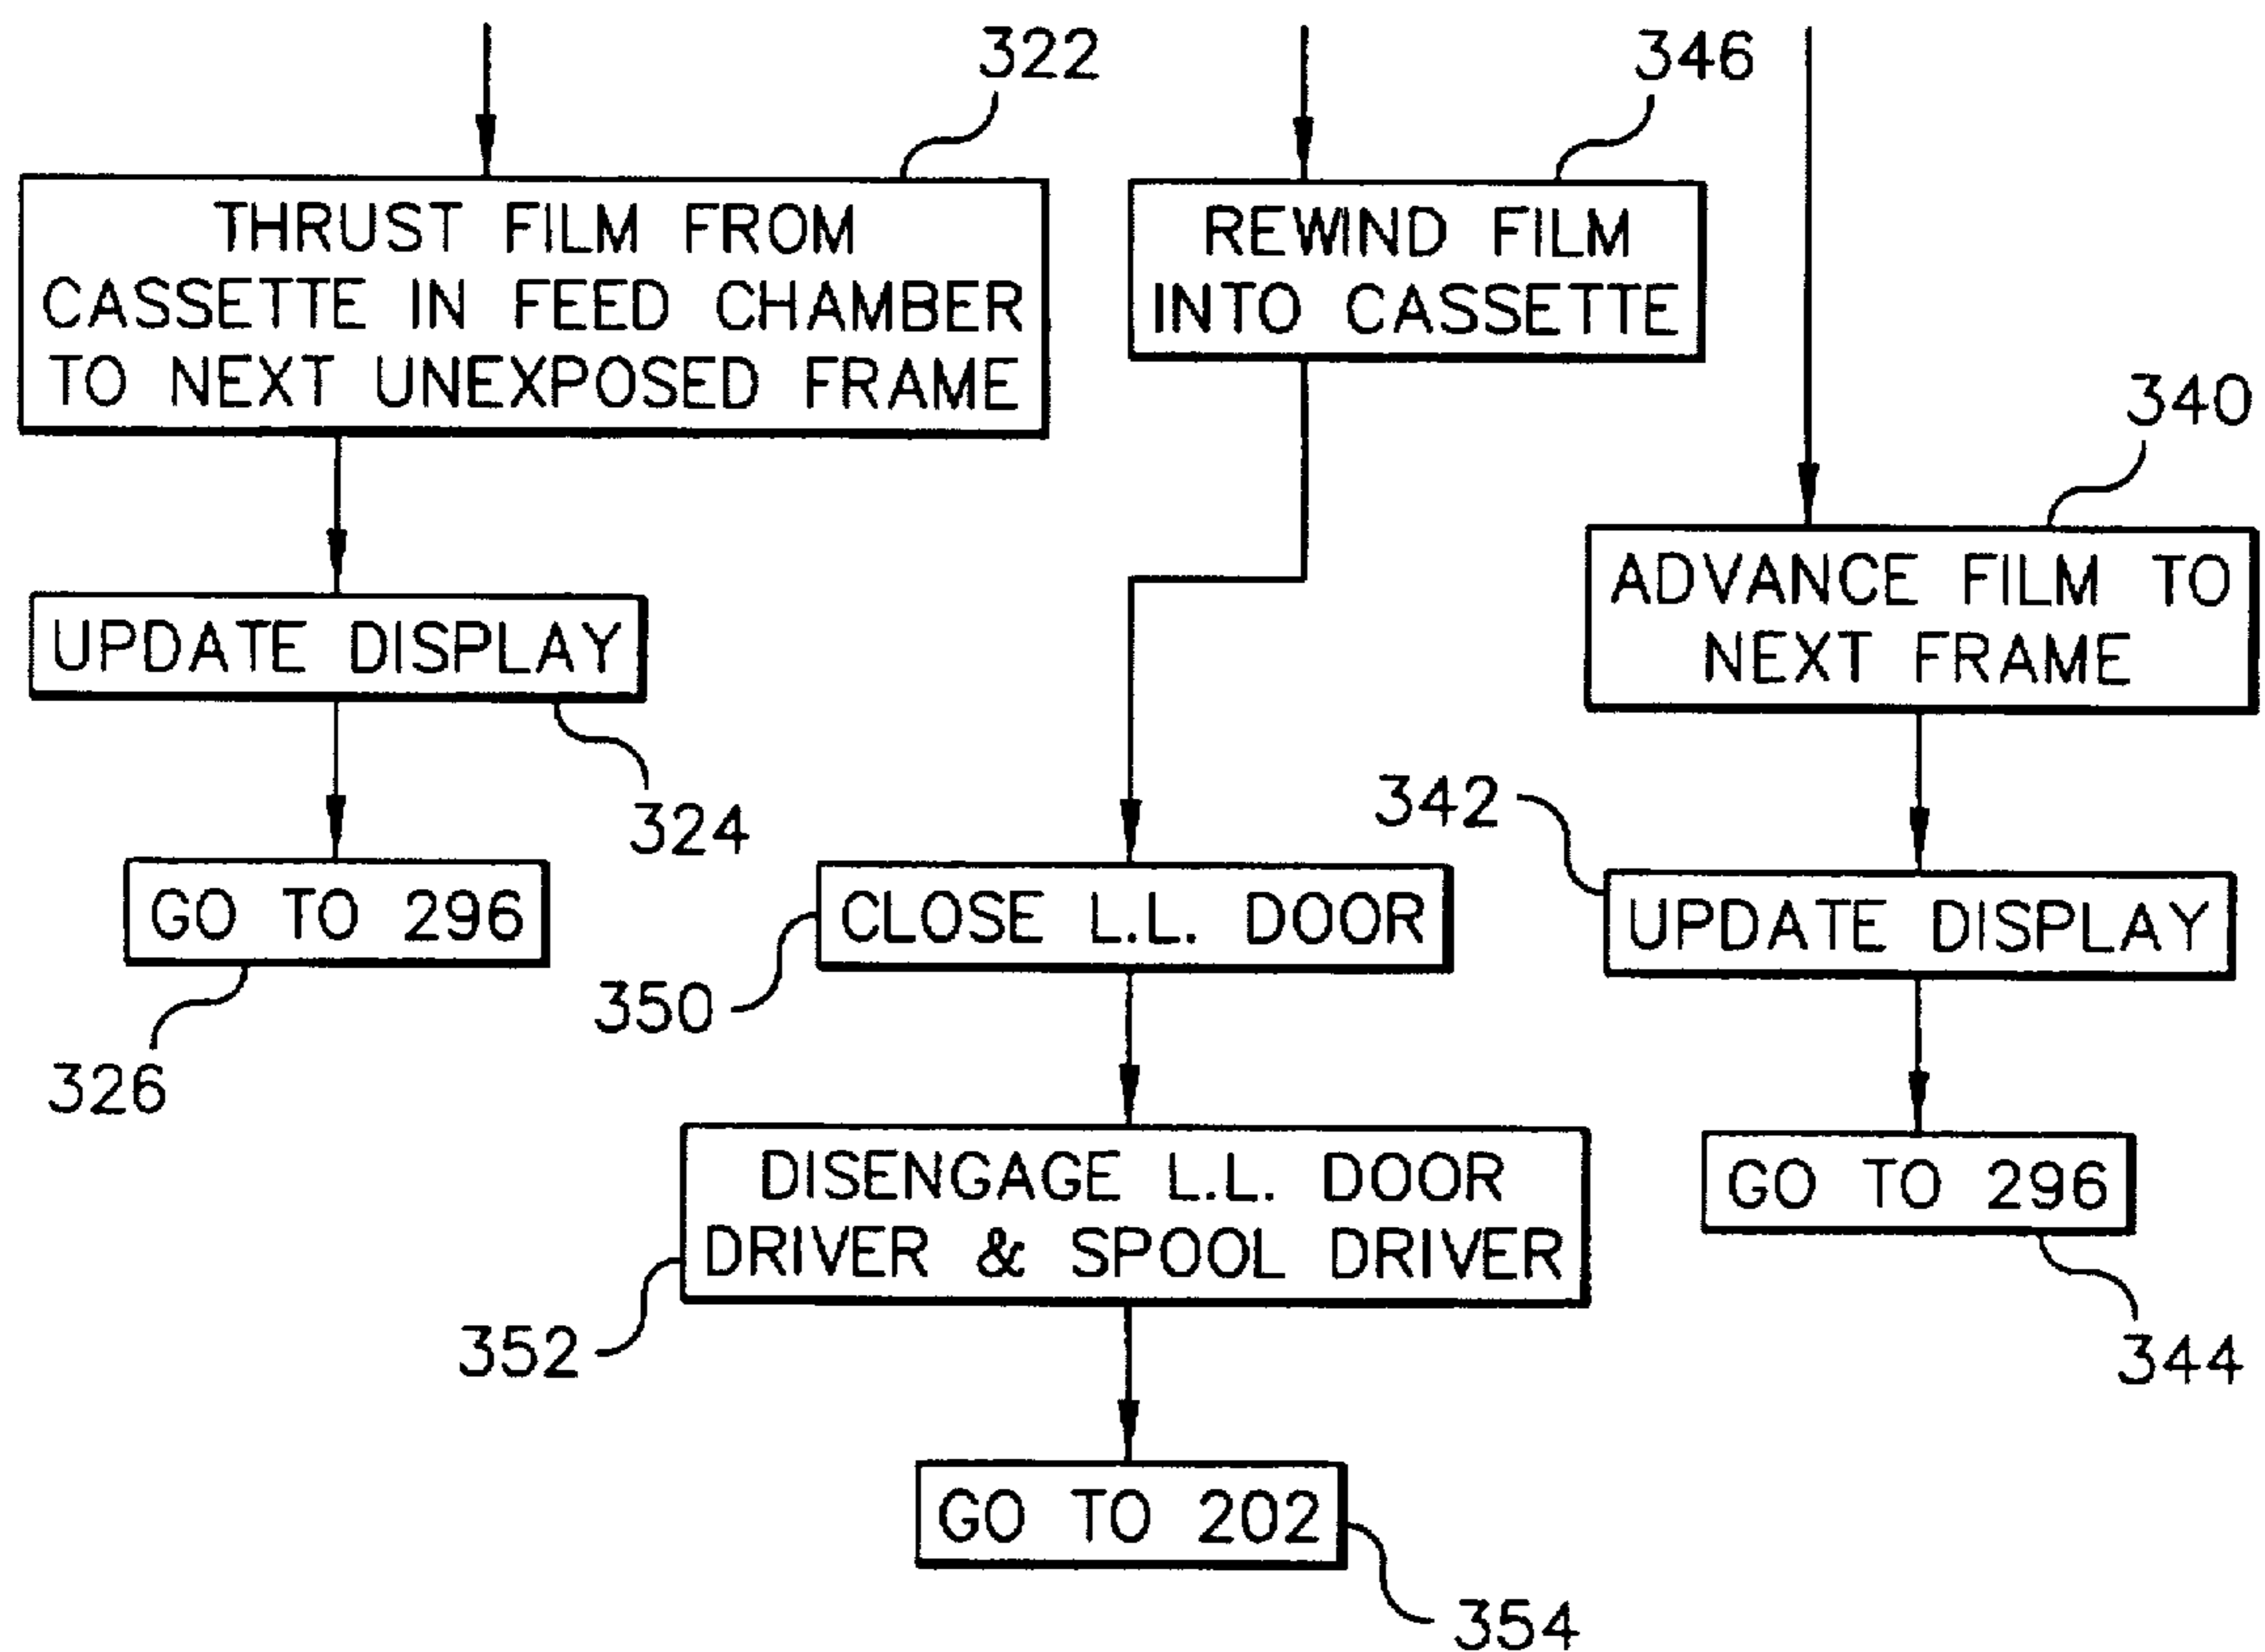 322
THRUST FILM FROM
CASSETTE IN FEED CHAMBER
TO NEXT UNEXPOSED FRAME
UPDATE DISPLAY
324
GO TO 296
326
346
REWIND FILM
INTO CASSETTE
CLOSE L.L. DOOR
350
DISENGAGE L.L. DOOR
DRIVER & SPOOL DRIVER
352
GO TO 202
354
340
ADVANCE FILM TO
NEXT FRAME
342
UPDATE DISPLAY
GO TO 296
344